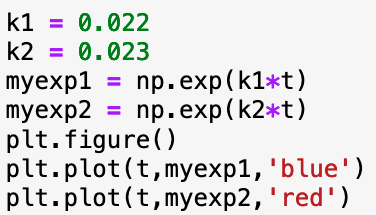 k1 = 0.022
k2 = 0.023
myexp1 = np.exp(k1*t)
myexp2 = np.exp(k2*t)
plt.figure()
plt.plot(t,myexp1,'blue')
plt.plot(t,myexp2,'red')